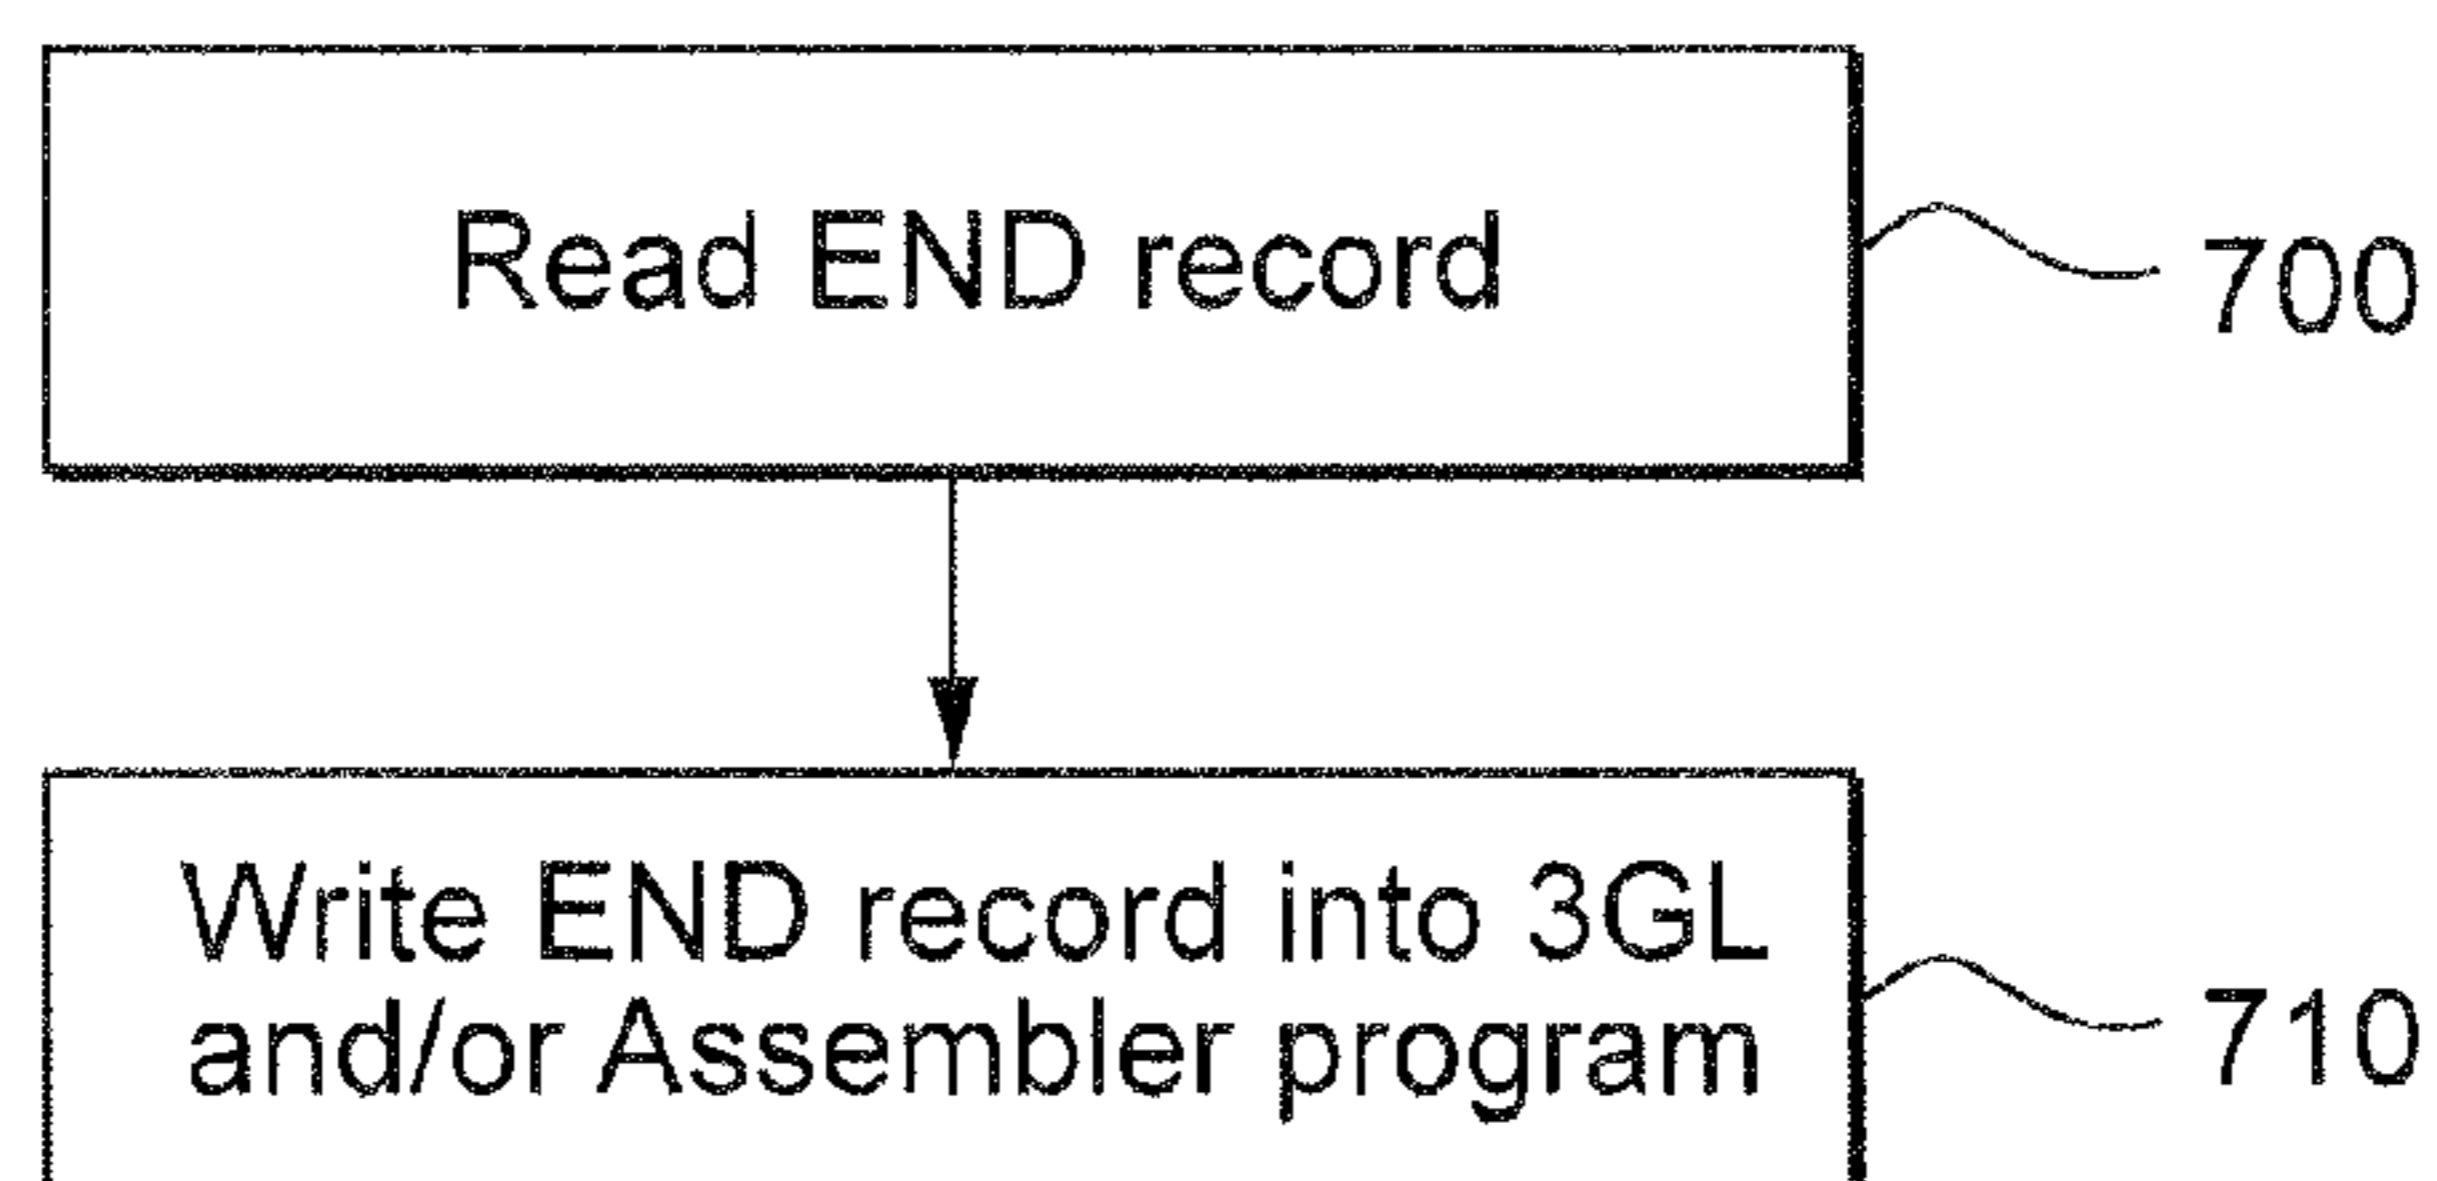 Read END record
700
Write END record into 3GL
and/or Assembler program
710